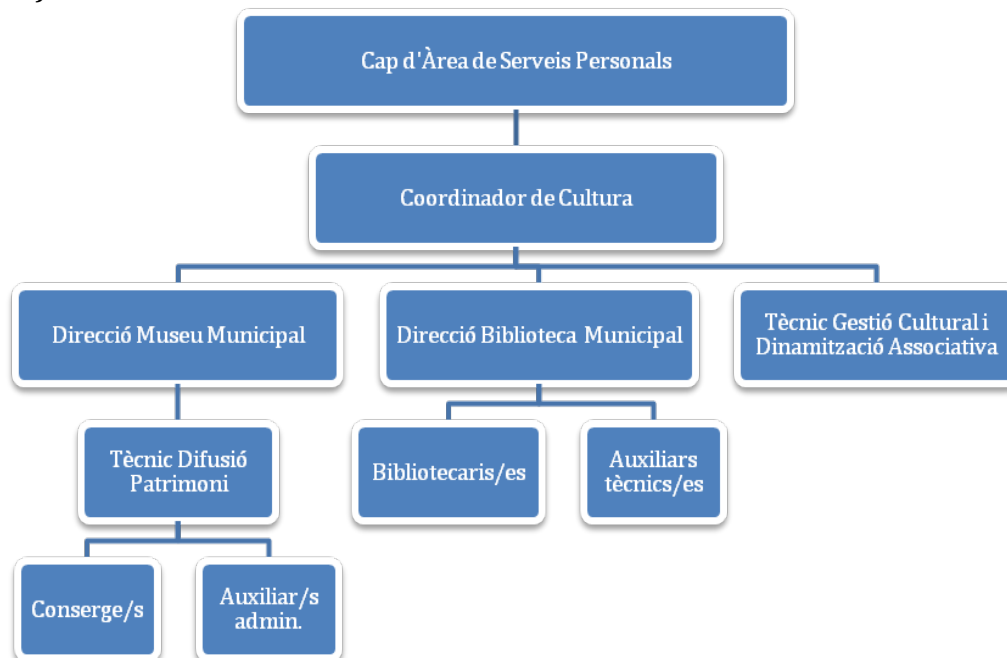 Cap d'Àrea de Serveis Personals
Coordinador de Cultura
Direcció Museu Municipal
Direcció Biblioteca Municipal
Tècnic Gestió Cultural i
Dinamització Associativa
Tècnic Difusió
Patrimoni
Bibliotecaris/es
Auxiliars
tècnics/es
Conserge/s
Auxiliar/s
admin.